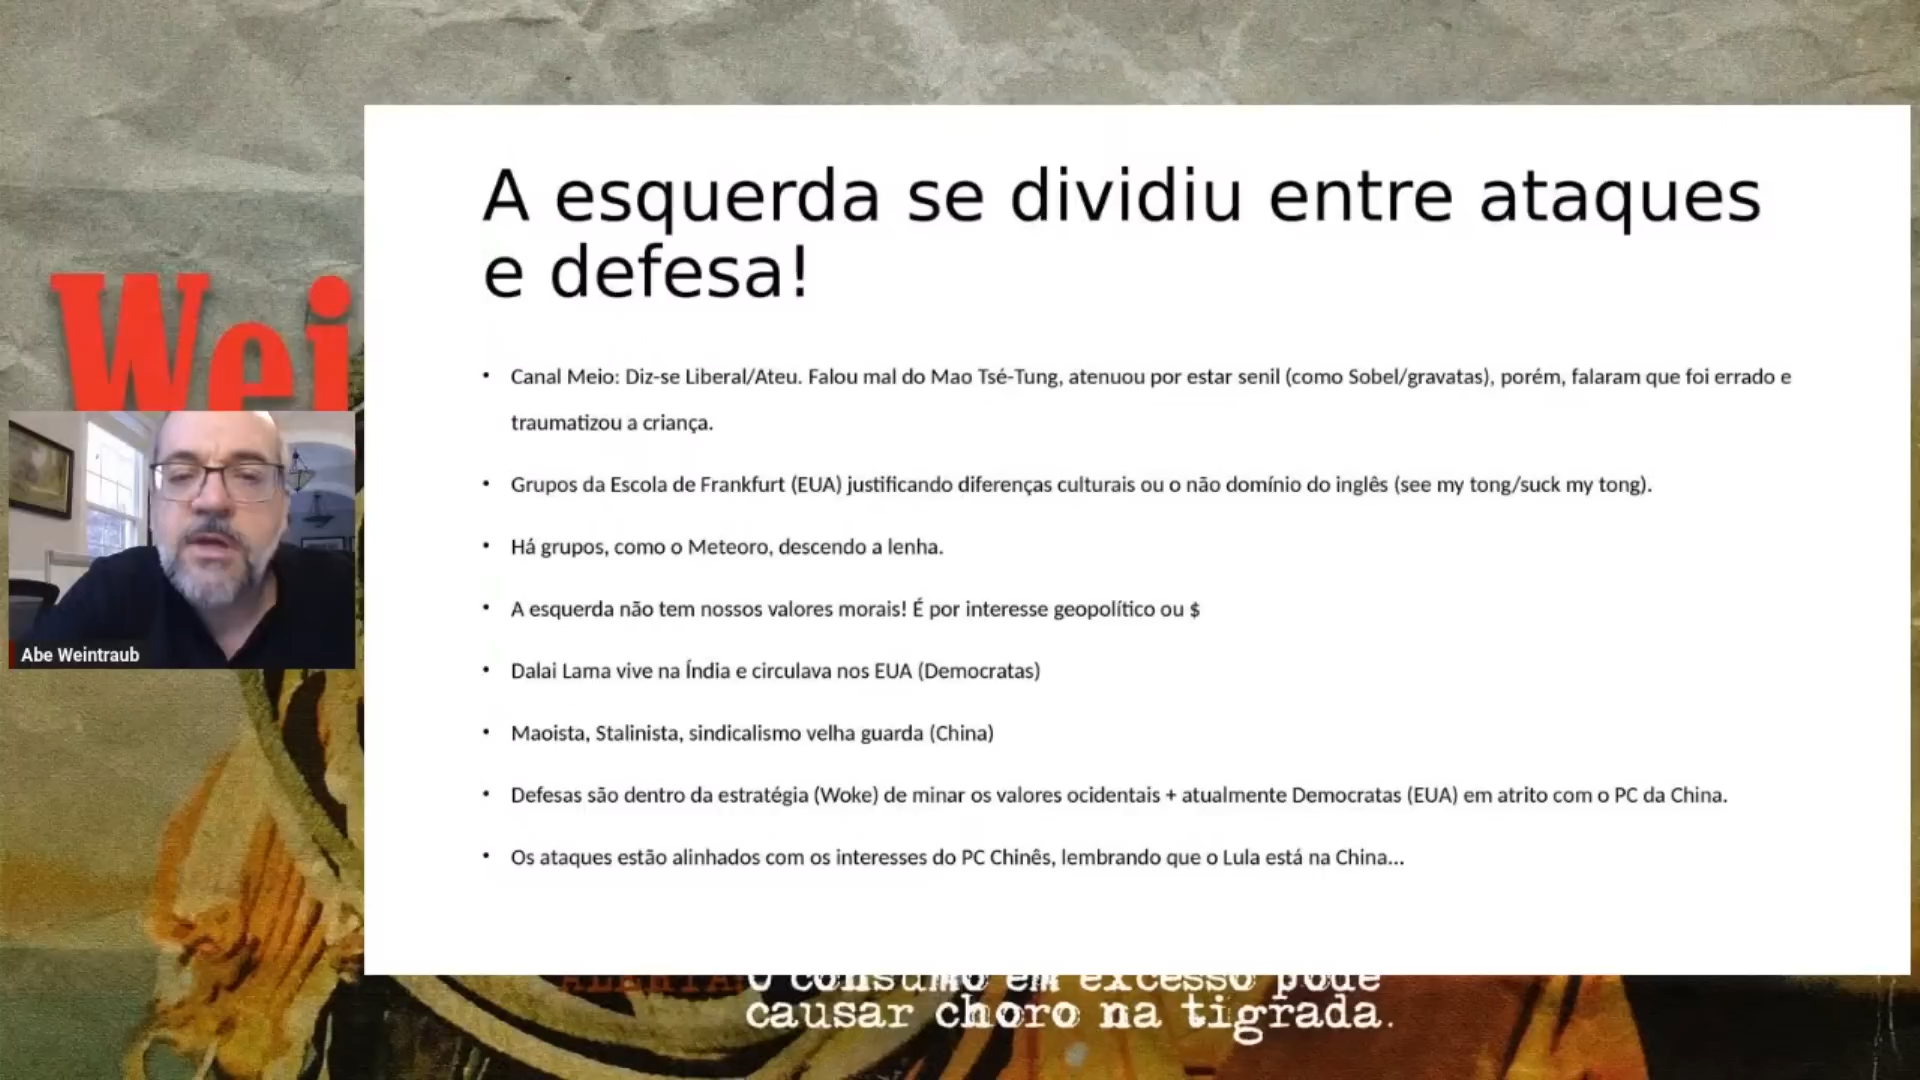 A esquerda se dividiu entre ataques
e defesa!
• Canal Meio: Diz-se Liberal/Ateu. Falou mal do Mao Tsé-Tung, atenuou por estar senil (como Sobel/gravatas), porém, falaram que foi errado e
traumatizou a criança.
• Grupos da Escola de Frankfurt (EUA) justificando diferenças culturais ou o não domínio do inglês (see my tong/suck my tong).
• Há grupos, como o Meteoro, descendo a lenha.
• A esquerda não tem nossos valores morais! É por interesse geopolítico ou $
• Dalai Lama vive na Índia e circulava nos EUA (Democratas)
• Maoista, Stalinista, sindicalismo velha guarda (China)
• Defesas são dentro da estratégia (Woke) de minar os valores ocidentais + atualmente Democratas (EUA) em atrito com o PC da China.
• Os ataques estão alinhados com os interesses do PC Chinês, lembrando que o Lula está na China...
Wei
Abe Weintraub
ALERTA: O consumo em excesso pode
causar choro na tigrada.